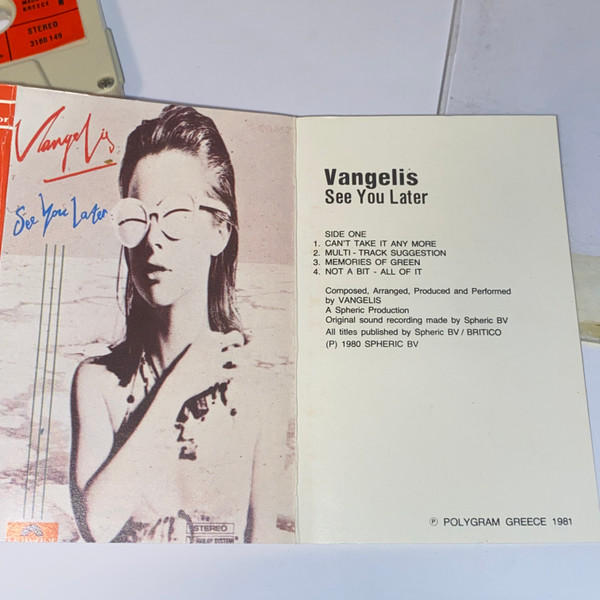 GREECE
STEREO
3180 149
Vangelis
See You Later
STEREO
Vangelis
See You Later
SIDE ONE
1. CAN'T TAKE IT ANY MORE
2. MULTI - TRACK SUGGESTION
3. MEMORIES OF GREEN
4. NOT A BIT - ALL OF IT
Composed, Arranged, Produced and Performed
by VANGELIS
A Spheric Production
Original sound recording made by Spheric BV
All titles published by Spheric BV / BRITICO
(P) 1980 SPHERIC BV
Ⓟ POLYGRAM GREECE 1981